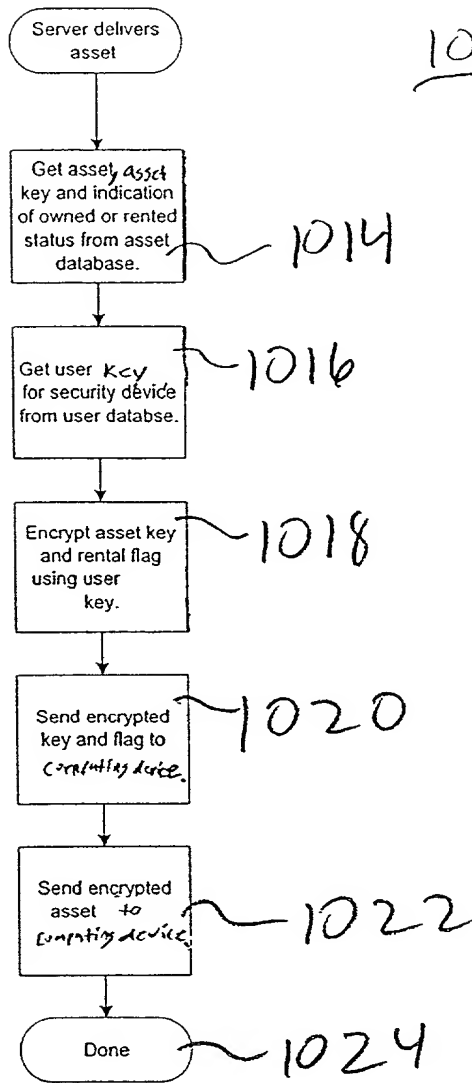 Server delivers
asset
10
Get asset, asset
key and indication
of owned or rented
status from asset
database.
1014
Get user key
for security device
from user databse.
1016
Encrypt asset key
and rental flag
using user
key.
1018
Send encrypted
key and flag to
computing device.
1020
Send encrypted
asset to
computing device.
1022
Done
1024